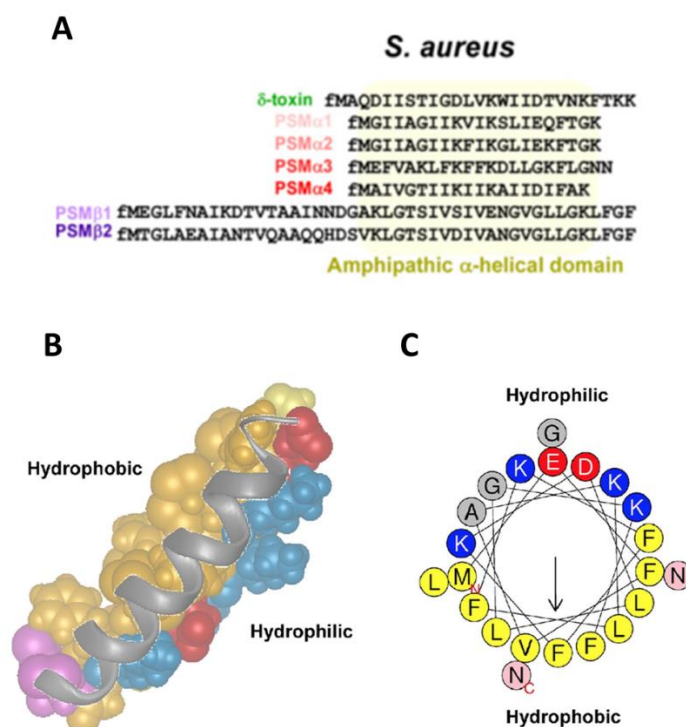 A
S. aureus
δ-toxin fMAQDIISTIGDLVKWIIDTVNKFTKK
PSMα1 fMGIIAGIIKVIKSLIEQFTGK
PSMα2 fMGIIAGIIKFIKGLIEKFTGK
PSMα3 fMEFVAKLFKFFKDLLGKFLGNN
PSMα4 fMAIVGTIIKIIKAIIDIFAK
PSMβ1 fMEGLFNAIKDTVTAAINNDGAKLGTSIVSIVENGVGLLGKLFGF
PSMβ2 fMTGLAEAIANTVQAAQQHDSVKLGTSIVDIVANGVGLLGKLFGF
Amphipathic α-helical domain
B
Hydrophobic
Hydrophilic
C
Hydrophilic
G
K E D
G K
A K
K F
L M F N
N
F L
L L
V F F
N C
Hydrophobic